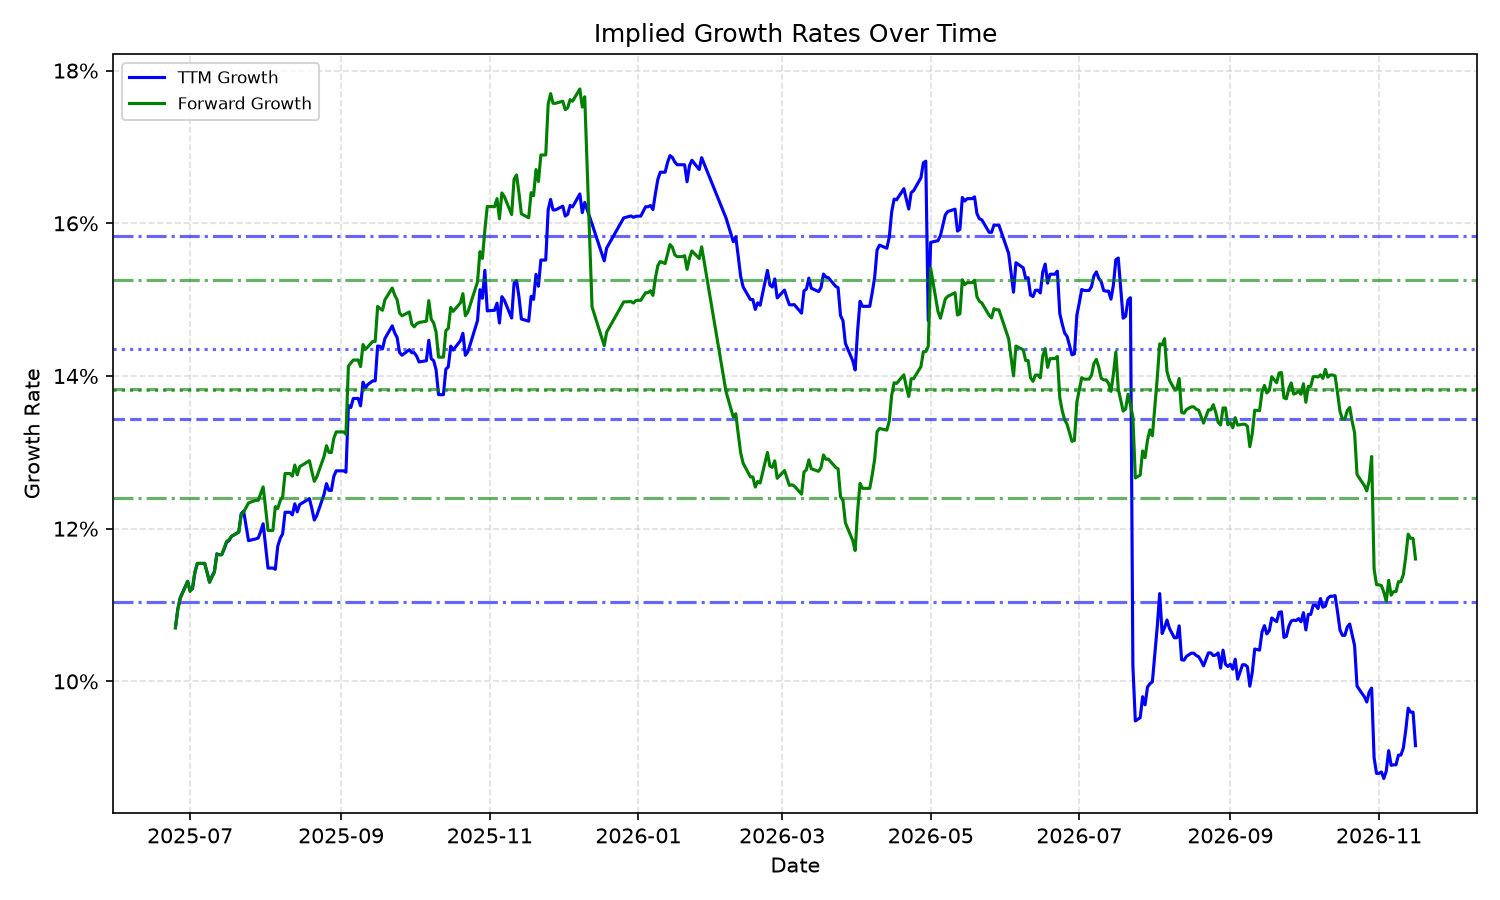 Implied Growth Rates Over Time
TTM Growth
Forward Growth
18%
16%
14%
12%
10%
Growth Rate
2025-07
2025-09
2025-11
2026-01
2026-03
2026-05
2026-07
2026-09
2026-11
Date